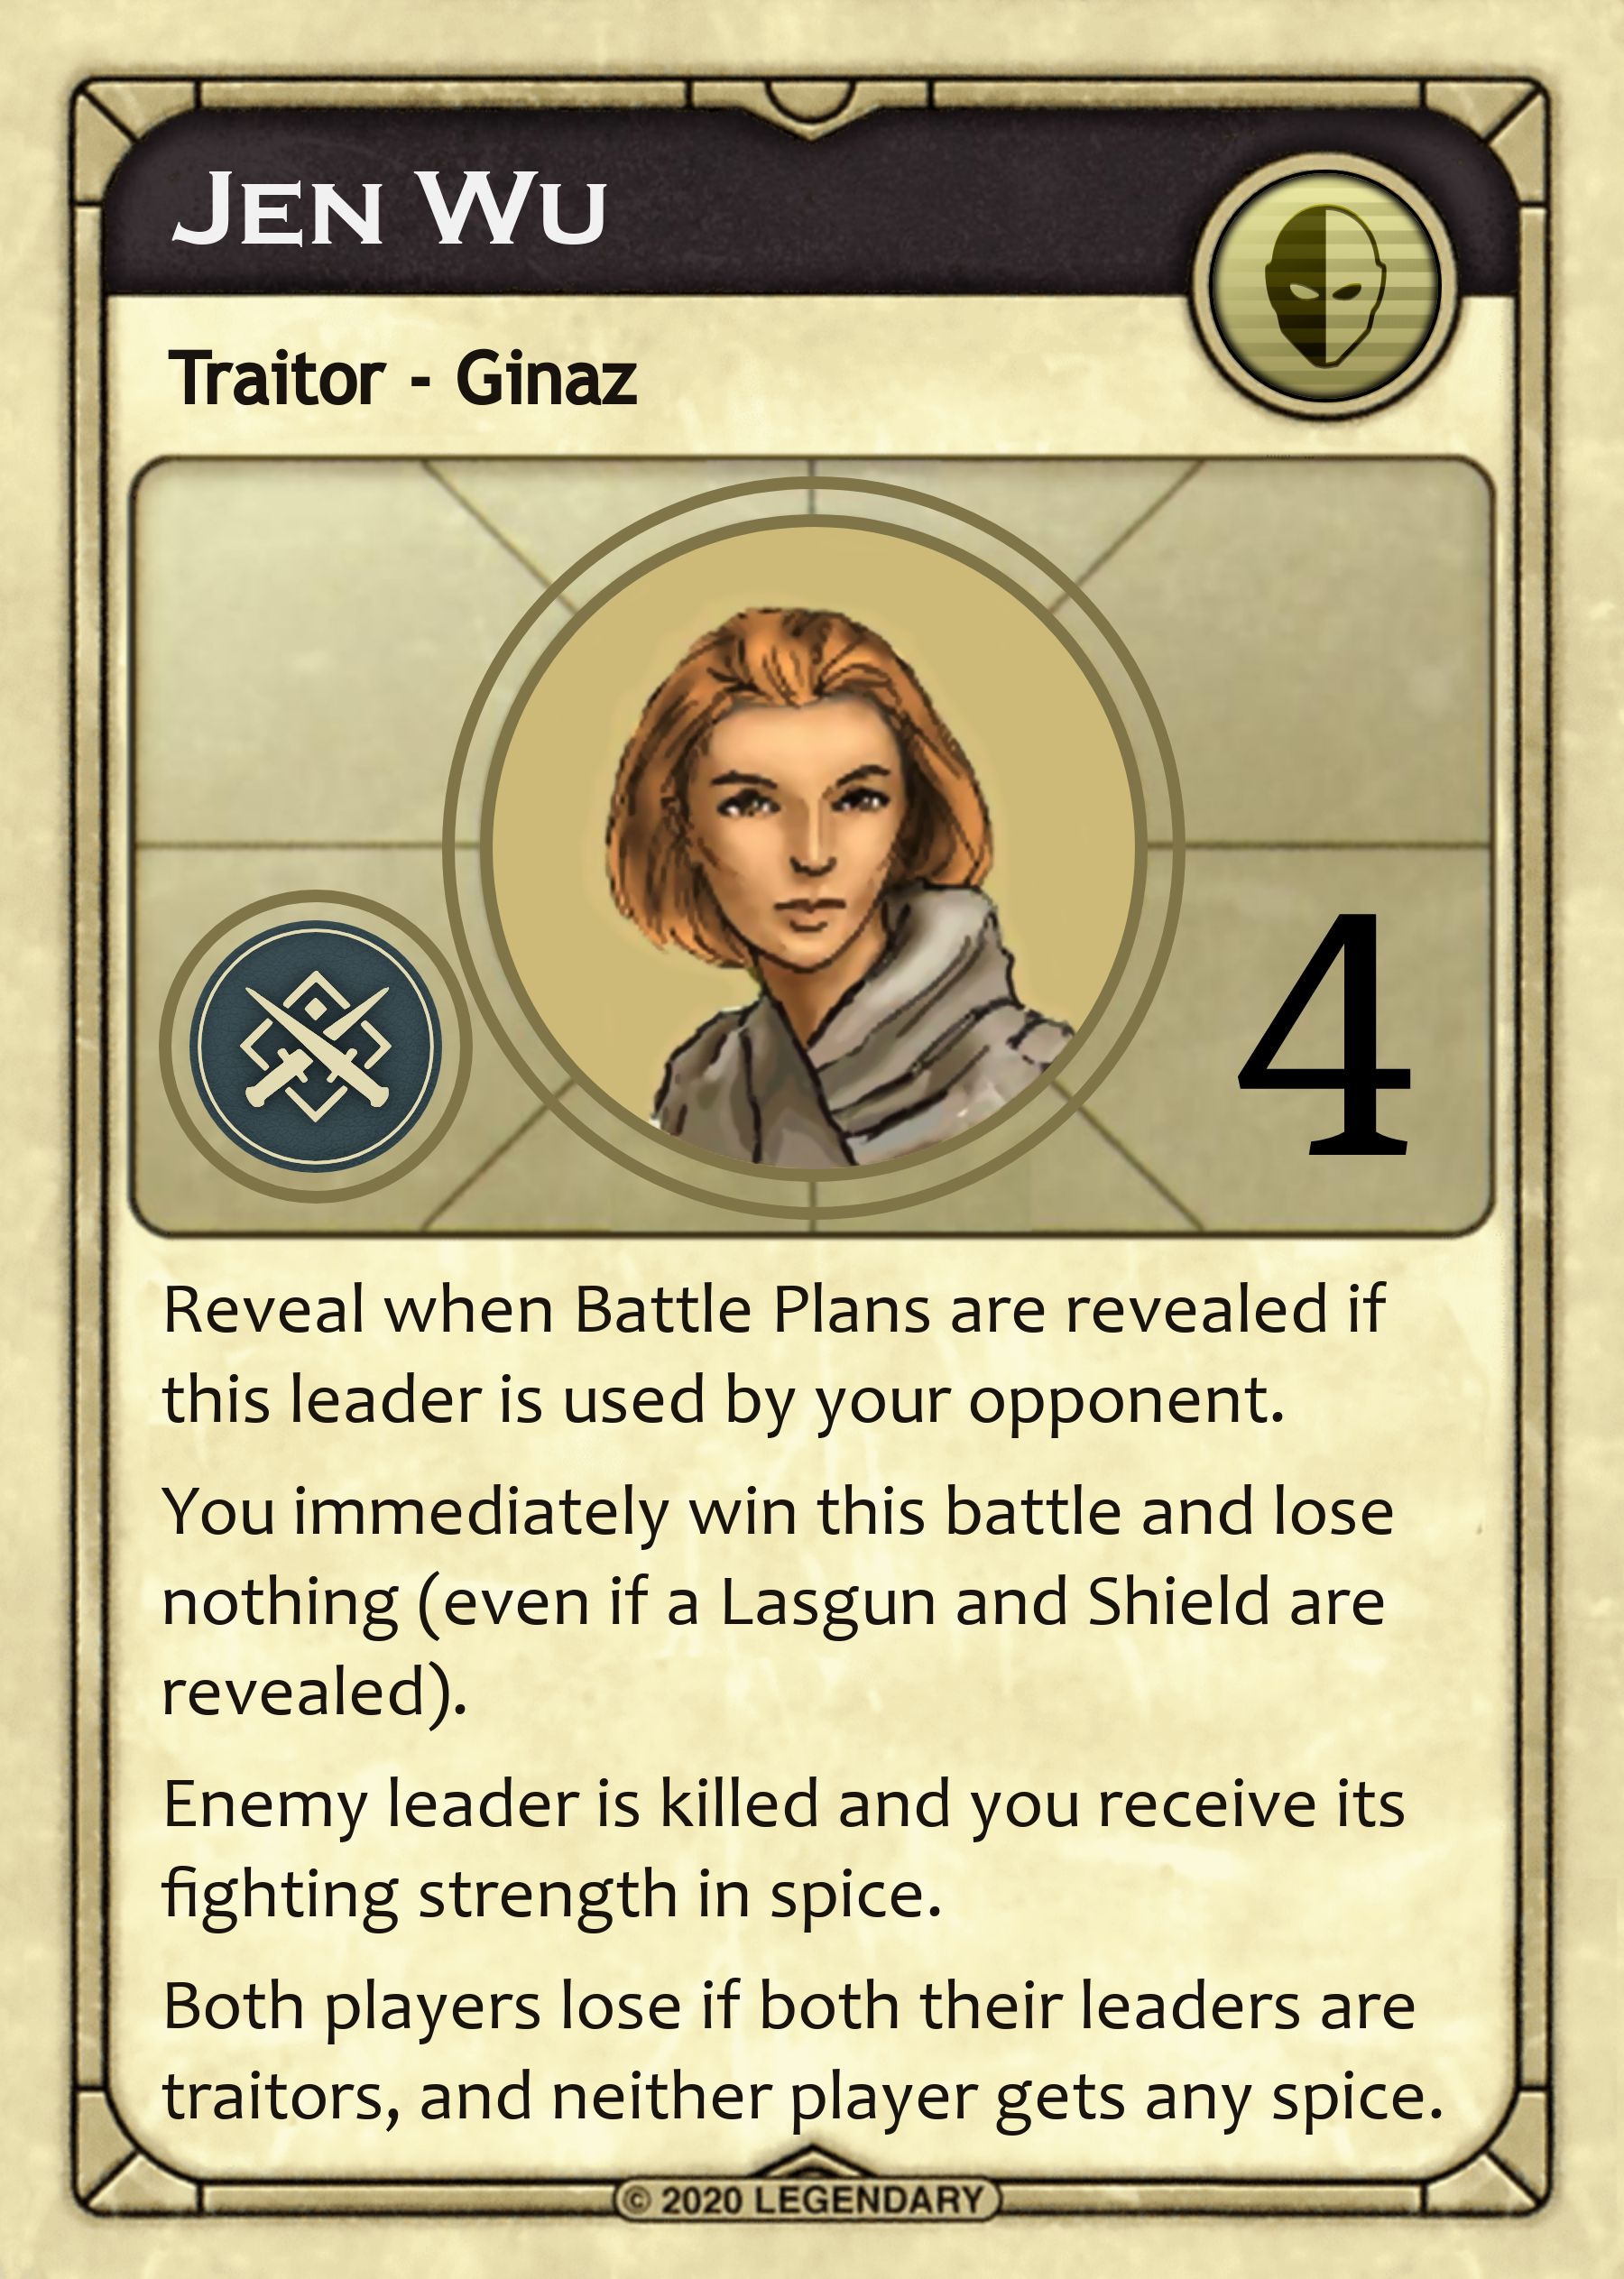 Jen Wu
Traitor - Ginaz
4
Reveal when Battle Plans are revealed if
this leader is used by your opponent.
You immediately win this battle and lose
nothing (even if a Lasgun and Shield are
revealed).
Enemy leader is killed and you receive its
fighting strength in spice.
Both players lose if both their leaders are
traitors, and neither player gets any spice.
© 2020 LEGENDARY